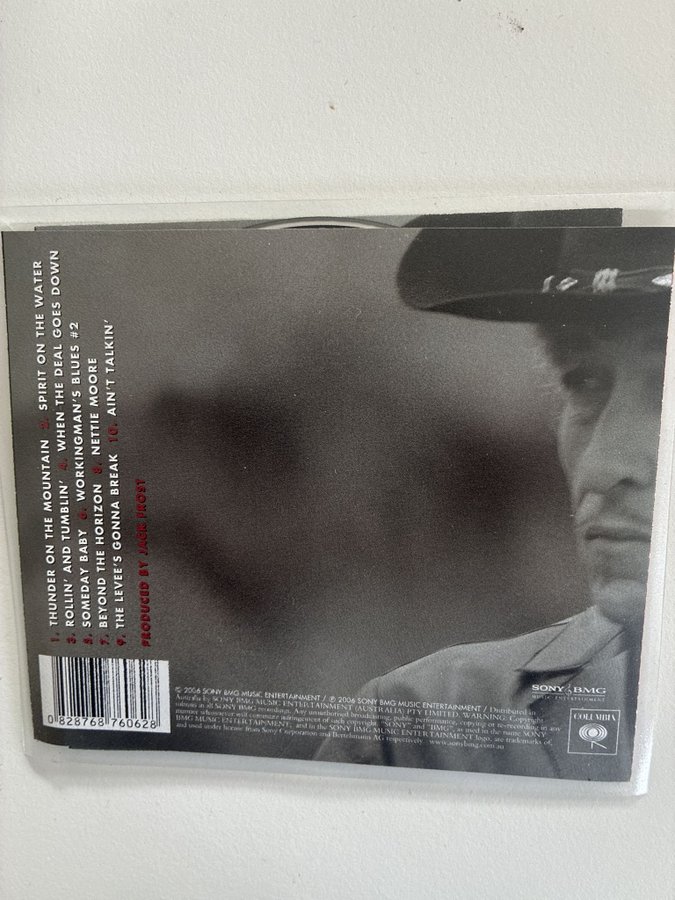 1. THUNDER ON THE MOUNTAIN 2. SPIRIT ON THE WATER
3. ROLLIN' AND TUMBLIN' 4. WHEN THE DEAL GOES DOWN
5. SOMEDAY BABY 6. WORKINGMAN'S BLUES #2
7. BEYOND THE HORIZON 8. NETTIE MOORE
9. THE LEVEE'S GONNA BREAK 10. AIN'T TALKIN'
PRODUCED BY JACK FROST
0 828768 760628
© 2006 SONY BMG MUSIC ENTERTAINMENT / ℗ 2006 SONY BMG MUSIC ENTERTAINMENT / Distributed in
Australia by SONY BMG MUSIC ENTERTAINMENT (AUSTRALIA) PTY LIMITED. WARNING: Copyright
subsists in all SONY BMG recordings. Any unauthorised broadcasting, public performance, copying or re-recording in any
manner whatsoever will constitute infringement of such copyright. "SONY" and "BMG", as used in the name SONY
BMG MUSIC ENTERTAINMENT, and in the SONY BMG MUSIC ENTERTAINMENT logo, are trademarks of,
and used under license from Sony Corporation and Bertelsmann AG respectively. www.sonybmg.com.au
SONY BMG
MUSIC ENTERTAINMENT
COLUMBIA